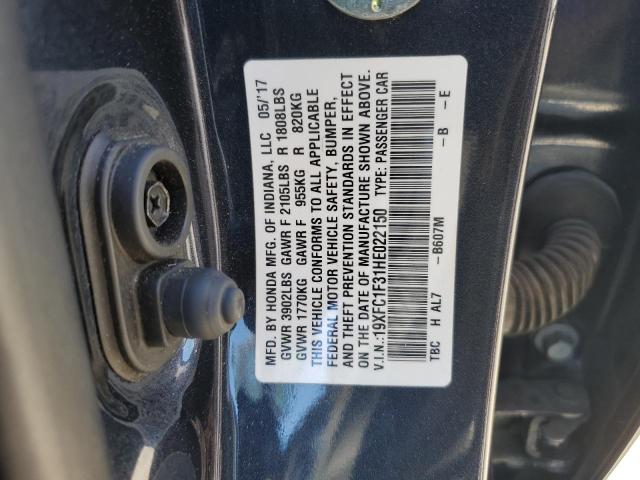 MFD. BY HONDA MFG. OF INDIANA, LLC 05/'17
GVWR 3902LBS GAWR F 2105LBS R 1808LBS
GVWR 1770KG GAWR F 955KG R 820KG
THIS VEHICLE CONFORMS TO ALL APPLICABLE
FEDERAL MOTOR VEHICLE SAFETY, BUMPER,
AND THEFT PREVENTION STANDARDS IN EFFECT
ON THE DATE OF MANUFACTURE SHOWN ABOVE.
V.I.N.:19XFC1F31HE022150 TYPE: PASSENGER CAR
TBC H AL7 -B607M -B -E